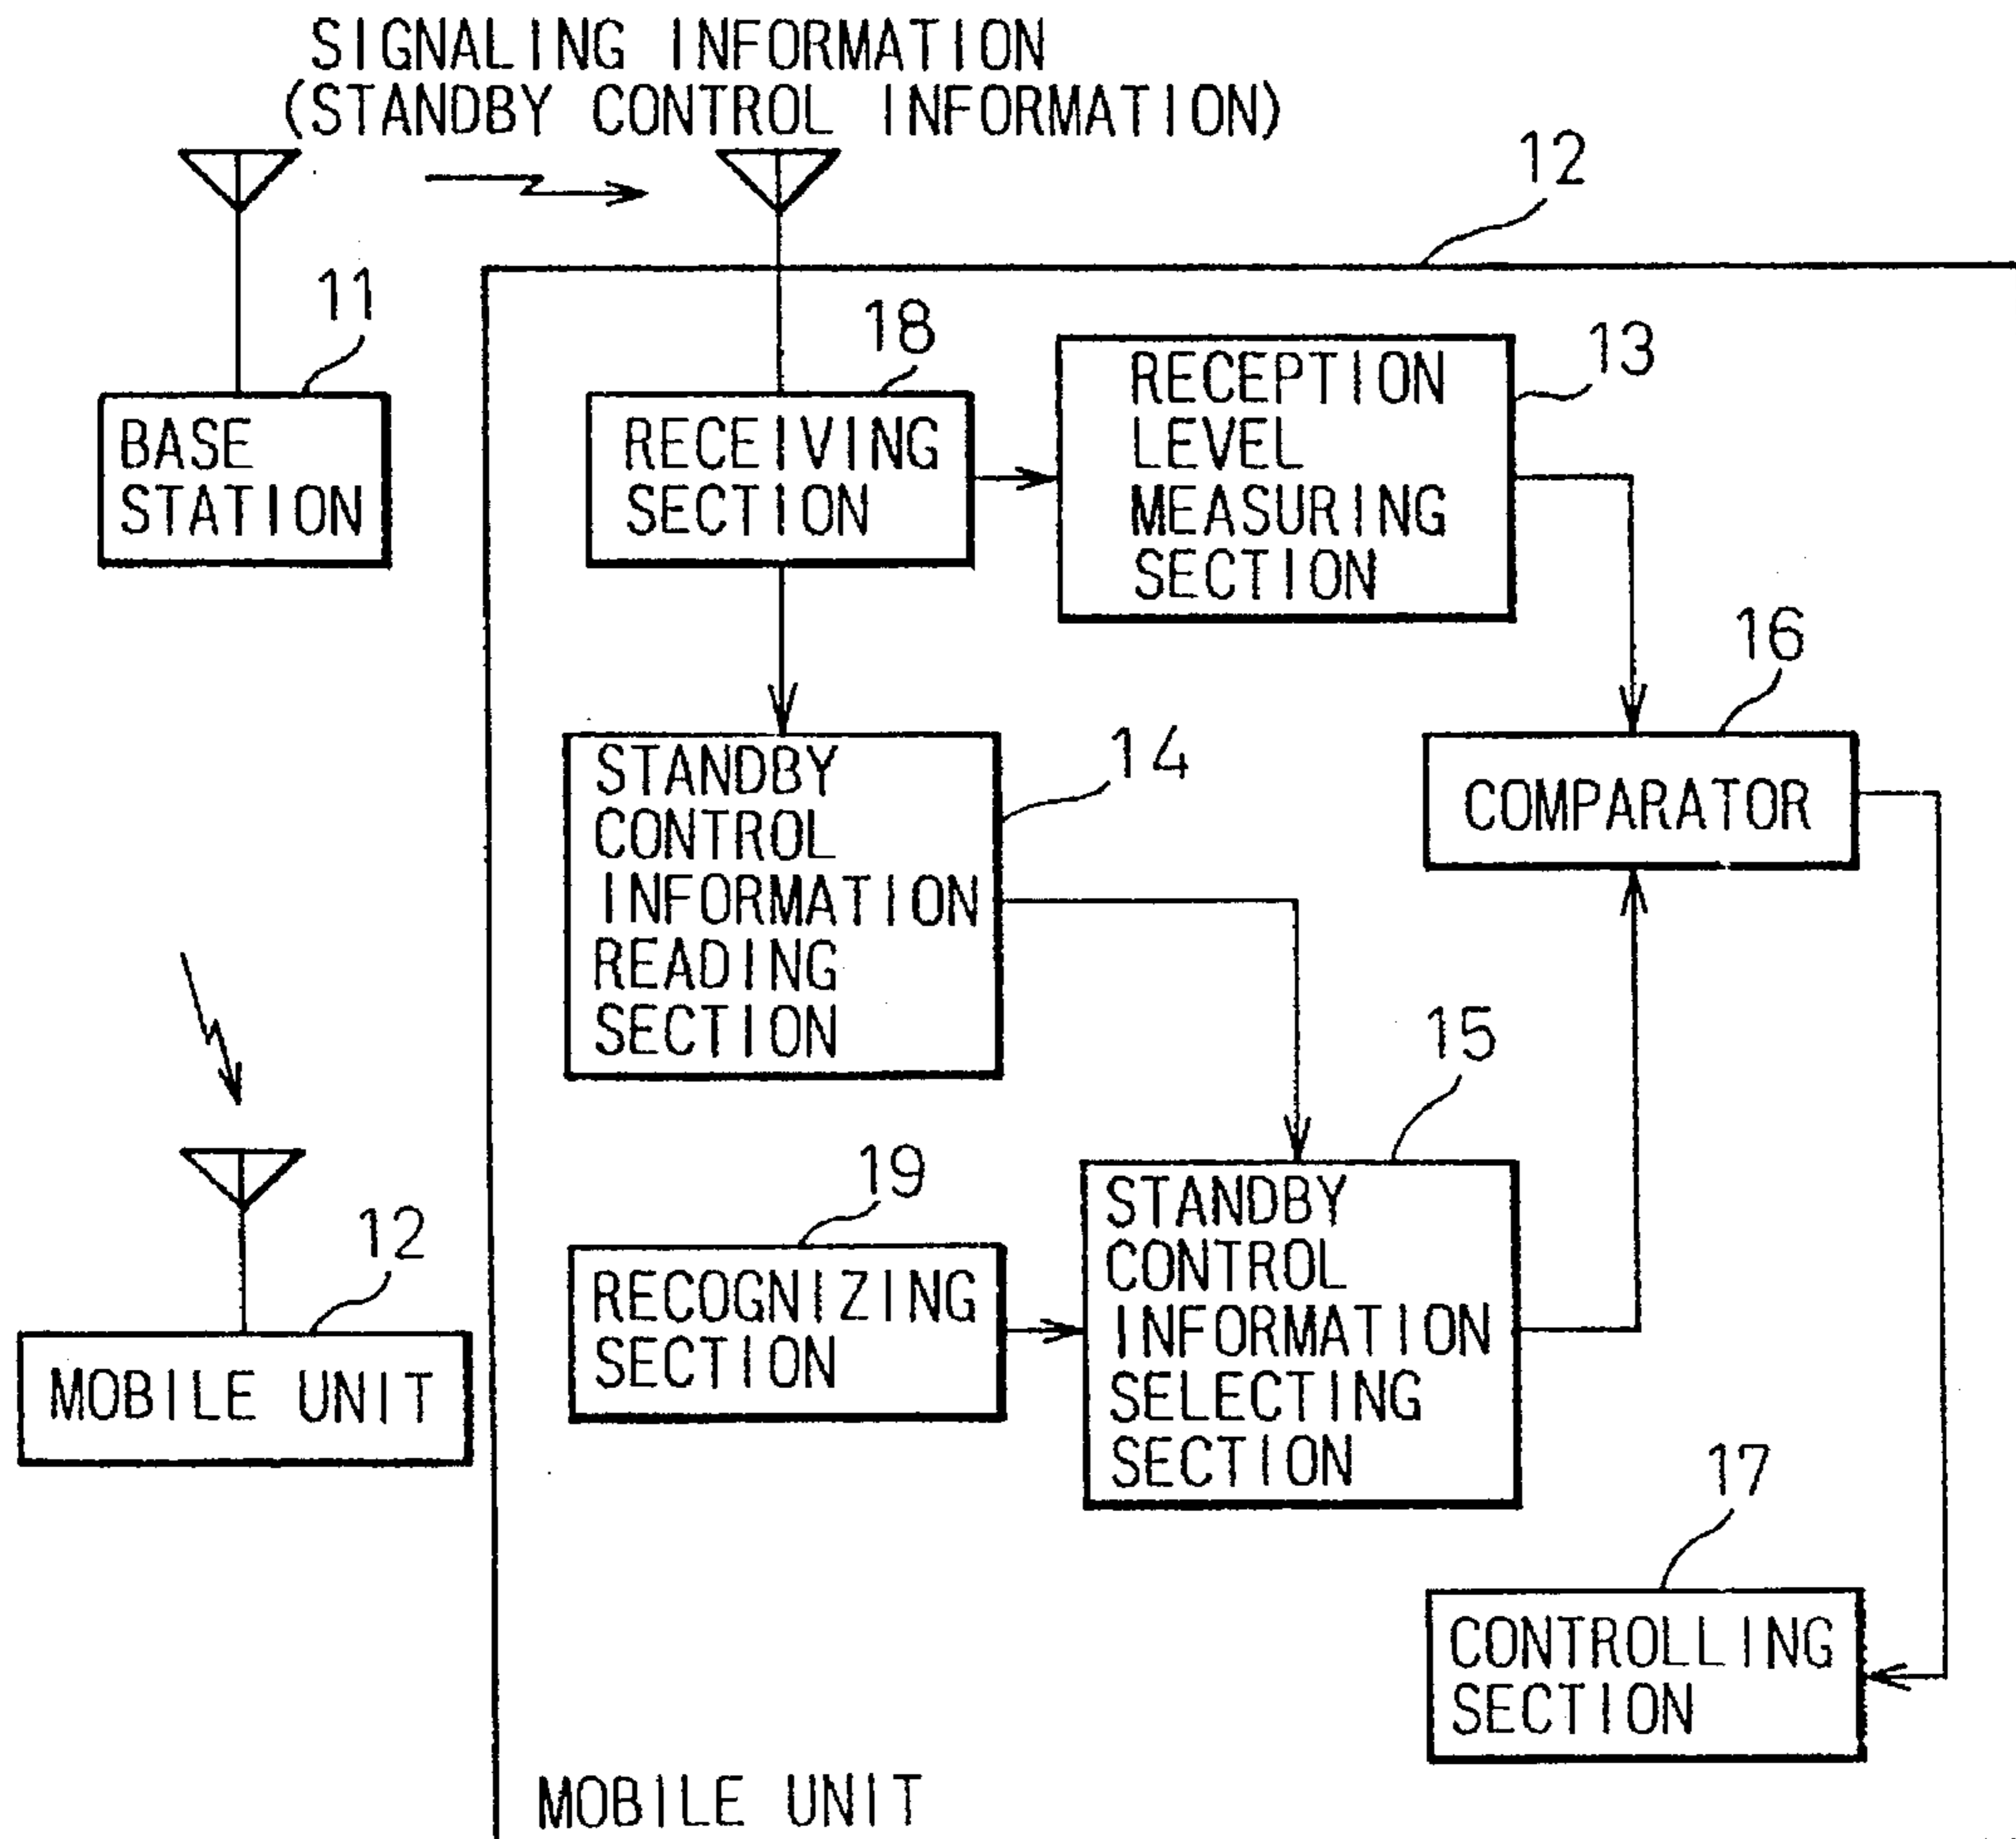 SIGNALING INFORMATION
(STANDBY CONTROL INFORMATION)
12
11
18
13
BASE
STATION
RECEIVING
SECTION
RECEPTION
LEVEL
MEASURING
SECTION
16
14
STANDBY
CONTROL
INFORMATION
READING
SECTION
COMPARATOR
15
19
12
RECOGNIZING
SECTION
STANDBY
CONTROL
INFORMATION
SELECTING
SECTION
MOBILE UNIT
17
CONTROLLING
SECTION
MOBILE UNIT